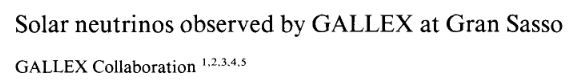 Solar neutrinos observed by GALLEX at Gran Sasso
GALLEX Collaboration 1,2,3,4,5